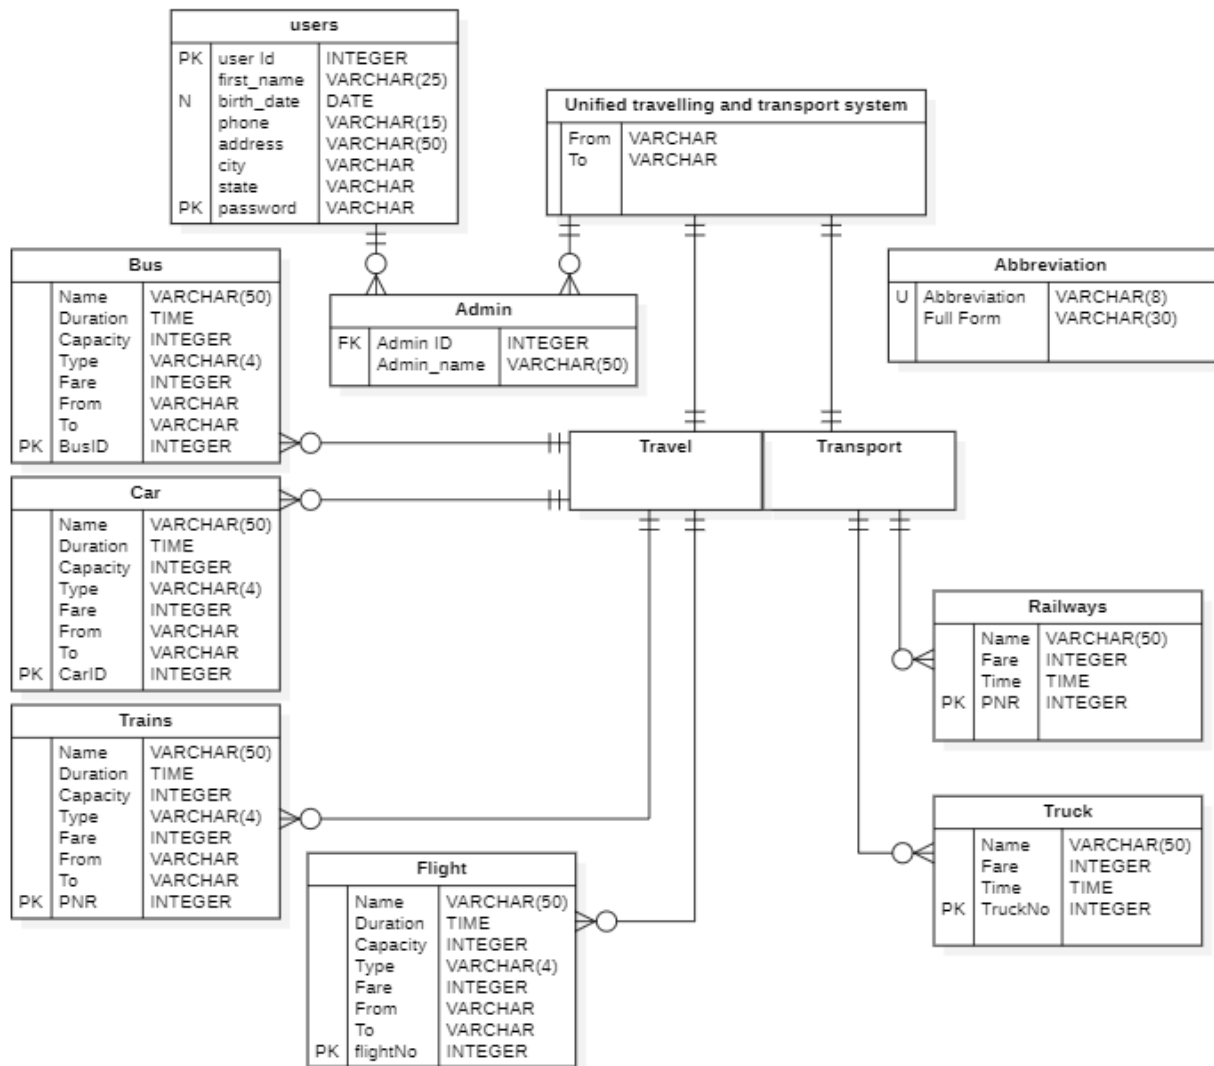 users
PK user Id INTEGER
first_name VARCHAR(25)
N birth_date DATE
phone VARCHAR(15)
address VARCHAR(50)
city VARCHAR
state VARCHAR
PK password VARCHAR
Unified travelling and transport system
From VARCHAR
To VARCHAR
Bus
Name VARCHAR(50)
Duration TIME
Capacity INTEGER
Type VARCHAR(4)
Fare INTEGER
From VARCHAR
To VARCHAR
PK BusID INTEGER
Admin
FK Admin ID INTEGER
Admin_name VARCHAR(50)
Abbreviation
U Abbreviation VARCHAR(8)
Full Form VARCHAR(30)
Travel
Transport
Car
Name VARCHAR(50)
Duration TIME
Capacity INTEGER
Type VARCHAR(4)
Fare INTEGER
From VARCHAR
To VARCHAR
PK CarID INTEGER
Railways
Name VARCHAR(50)
Fare INTEGER
Time TIME
PK PNR INTEGER
Trains
Name VARCHAR(50)
Duration TIME
Capacity INTEGER
Type VARCHAR(4)
Fare INTEGER
From VARCHAR
To VARCHAR
PK PNR INTEGER
Truck
Name VARCHAR(50)
Fare INTEGER
Time TIME
PK TruckNo INTEGER
Flight
Name VARCHAR(50)
Duration TIME
Capacity INTEGER
Type VARCHAR(4)
Fare INTEGER
From VARCHAR
To VARCHAR
PK flightNo INTEGER